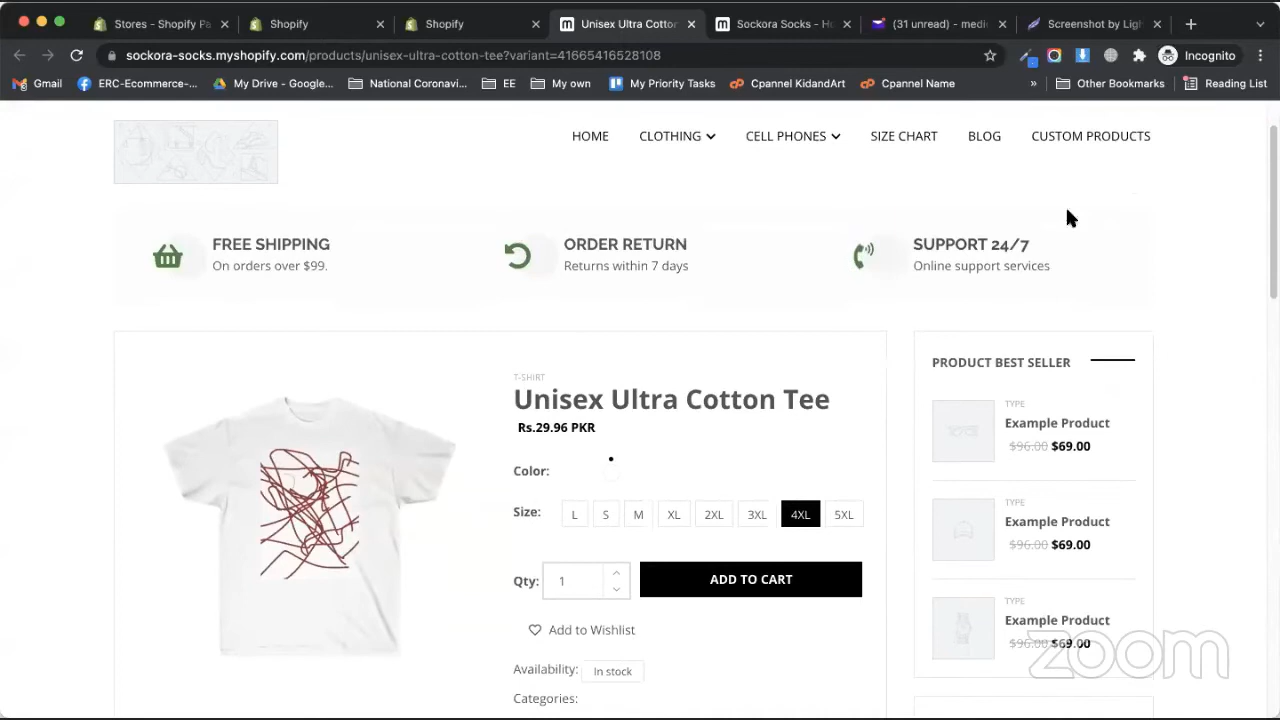 Stores - Shopify Pa
Shopify
Shopify
Unisex Ultra Cotton
Sockora Socks - Ho
(31 unread) - medi
Screenshot by Ligh
sockora-socks.myshopify.com/products/unisex-ultra-cotton-tee?variant=41665416528108
Incognito
Gmail
ERC-Ecommerce-...
My Drive - Google...
National Coronavi...
EE
My own
My Priority Tasks
Cpannel KidandArt
Cpannel Name
»
Other Bookmarks
Reading List
HOME
CLOTHING
CELL PHONES
SIZE CHART
BLOG
CUSTOM PRODUCTS
FREE SHIPPING
On orders over $99.
ORDER RETURN
Returns within 7 days
SUPPORT 24/7
Online support services
T-SHIRT
Unisex Ultra Cotton Tee
Rs.29.96 PKR
Color:
Size: L S M XL 2XL 3XL 4XL 5XL
Qty: 1 ADD TO CART
Add to Wishlist
Availability: In stock
Categories:
PRODUCT BEST SELLER
TYPE
Example Product
$96.00 $69.00
TYPE
Example Product
$96.00 $69.00
TYPE
Example Product
$96.00 $69.00
zoom